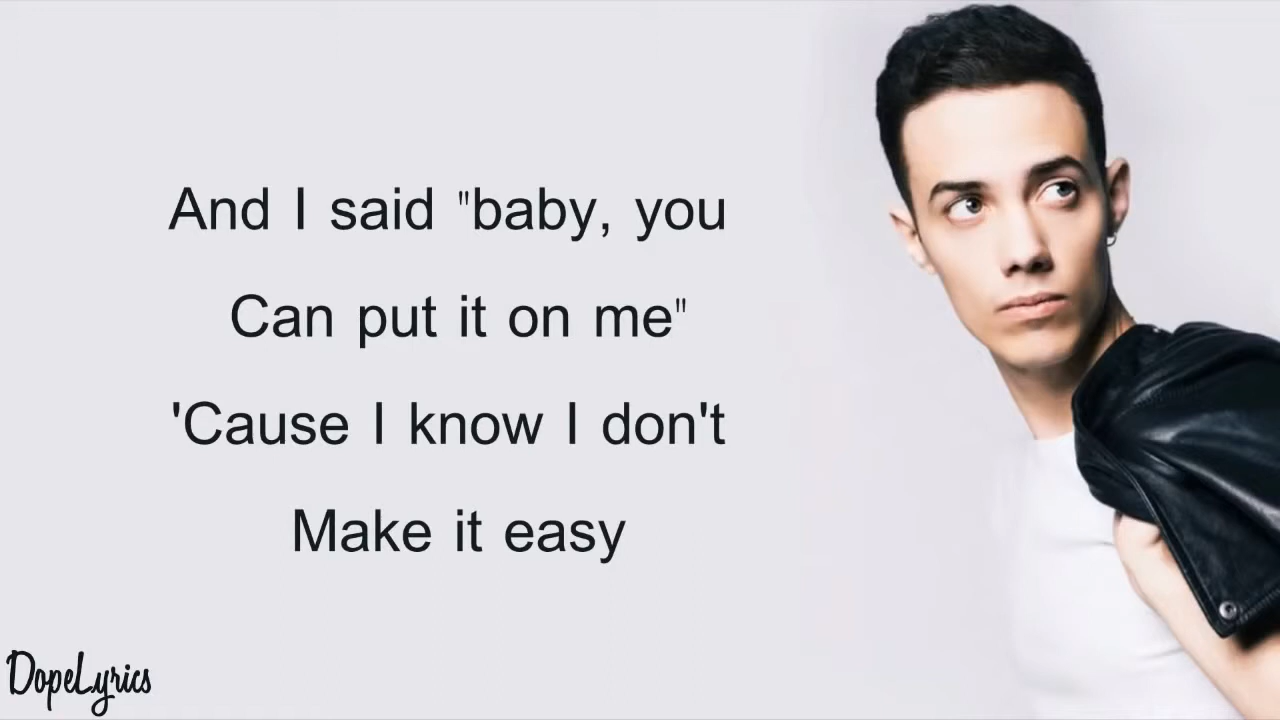 And I said "baby, you
Can put it on me"
'Cause I know I don't
Make it easy
DopeLyrics